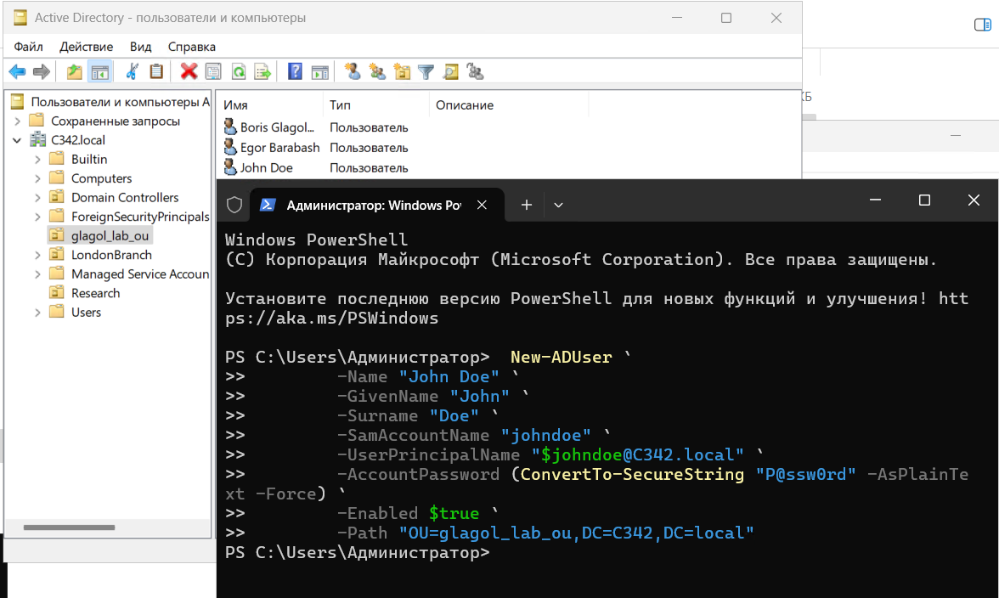 Active Directory - пользователи и компьютеры
Файл Действие Вид Справка
КБ
Пользователи и компьютеры A
Сохраненные запросы
C342.local
Builtin
Computers
Domain Controllers
ForeignSecurityPrincipals
glagol_lab_ou
LondonBranch
Managed Service Accoun
Research
Users
Имя Тип Описание
Boris Glagol... Пользователь
Egor Barabash Пользователь
John Doe Пользователь
Администратор: Windows Po
Windows PowerShell
(C) Корпорация Майкрософт (Microsoft Corporation). Все права защищены.
Установите последнюю версию PowerShell для новых функций и улучшения! htt
ps://aka.ms/PSWindows
PS C:\Users\Администратор>  New-ADUser `
>>         -Name "John Doe" `
>>         -GivenName "John" `
>>         -Surname "Doe" `
>>         -SamAccountName "johndoe" `
>>         -UserPrincipalName "$johndoe@C342.local" `
>>         -AccountPassword (ConvertTo-SecureString "P@ssw0rd" -AsPlainTe
xt -Force) `
>>         -Enabled $true `
>>         -Path "OU=glagol_lab_ou,DC=C342,DC=local"
PS C:\Users\Администратор>